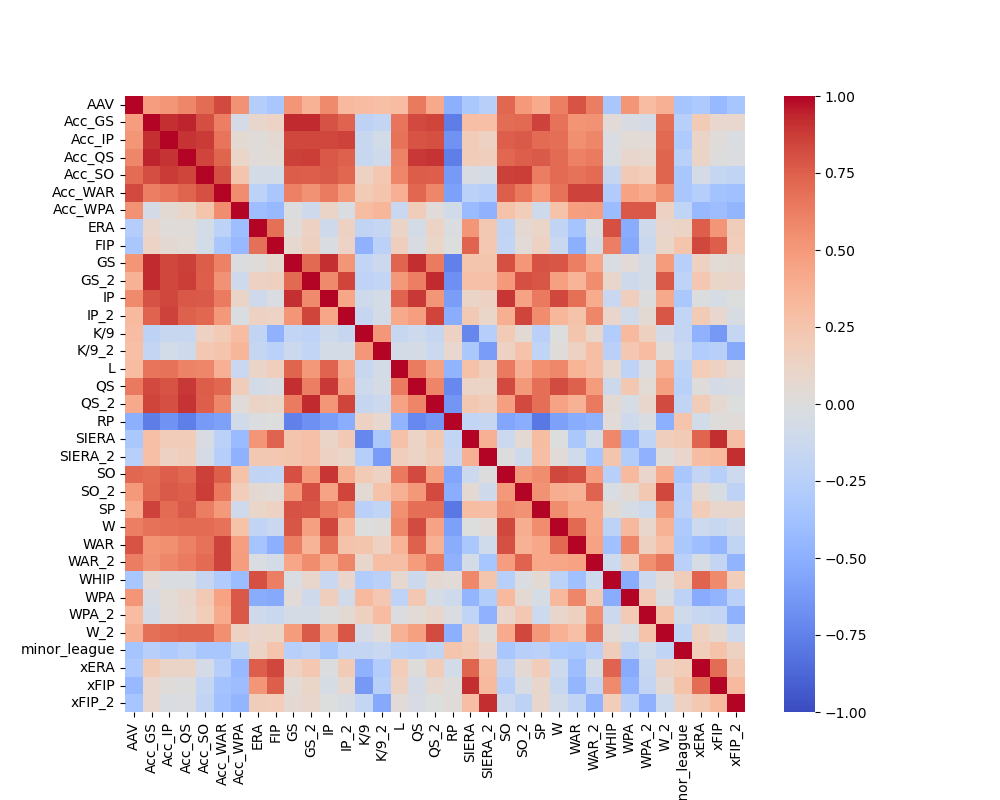 AAV
Acc_GS
Acc_IP
Acc_QS
Acc_SO
Acc_WAR
Acc_WPA
ERA
FIP
GS
GS_2
IP
IP_2
K/9
K/9_2
L
QS
QS_2
RP
SIERA
SIERA_2
SO
SO_2
SP
W
WAR
WAR_2
WHIP
WPA
WPA_2
W_2
minor_league
xERA
xFIP
xFIP_2
AAV
Acc_GS
Acc_IP
Acc_QS
Acc_SO
Acc_WAR
Acc_WPA
ERA
FIP
GS
GS_2
IP
IP_2
K/9
K/9_2
L
QS
QS_2
RP
SIERA
SIERA_2
SO
SO_2
SP
W
WAR
WAR_2
WHIP
WPA
WPA_2
W_2
nor_league
xERA
xFIP
xFIP_2
1.00
0.75
0.50
0.25
0.00
−0.25
−0.50
−0.75
−1.00